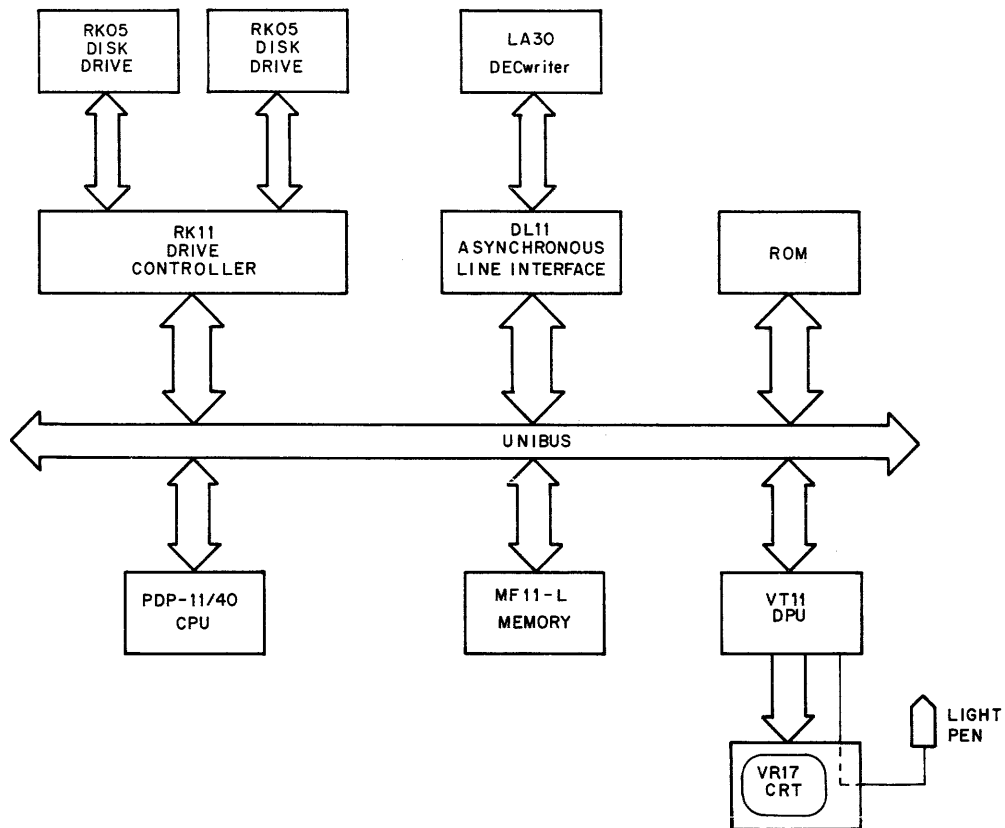 RK05
DISK
DRIVE
RK05
DISK
DRIVE
LA30
DECwriter
RK11
DRIVE
CONTROLLER
DL11
ASYNCHRONOUS
LINE INTERFACE
ROM
UNIBUS
PDP-11/40
CPU
MF11-L
MEMORY
VT11
DPU
LIGHT
PEN
VR17
CRT